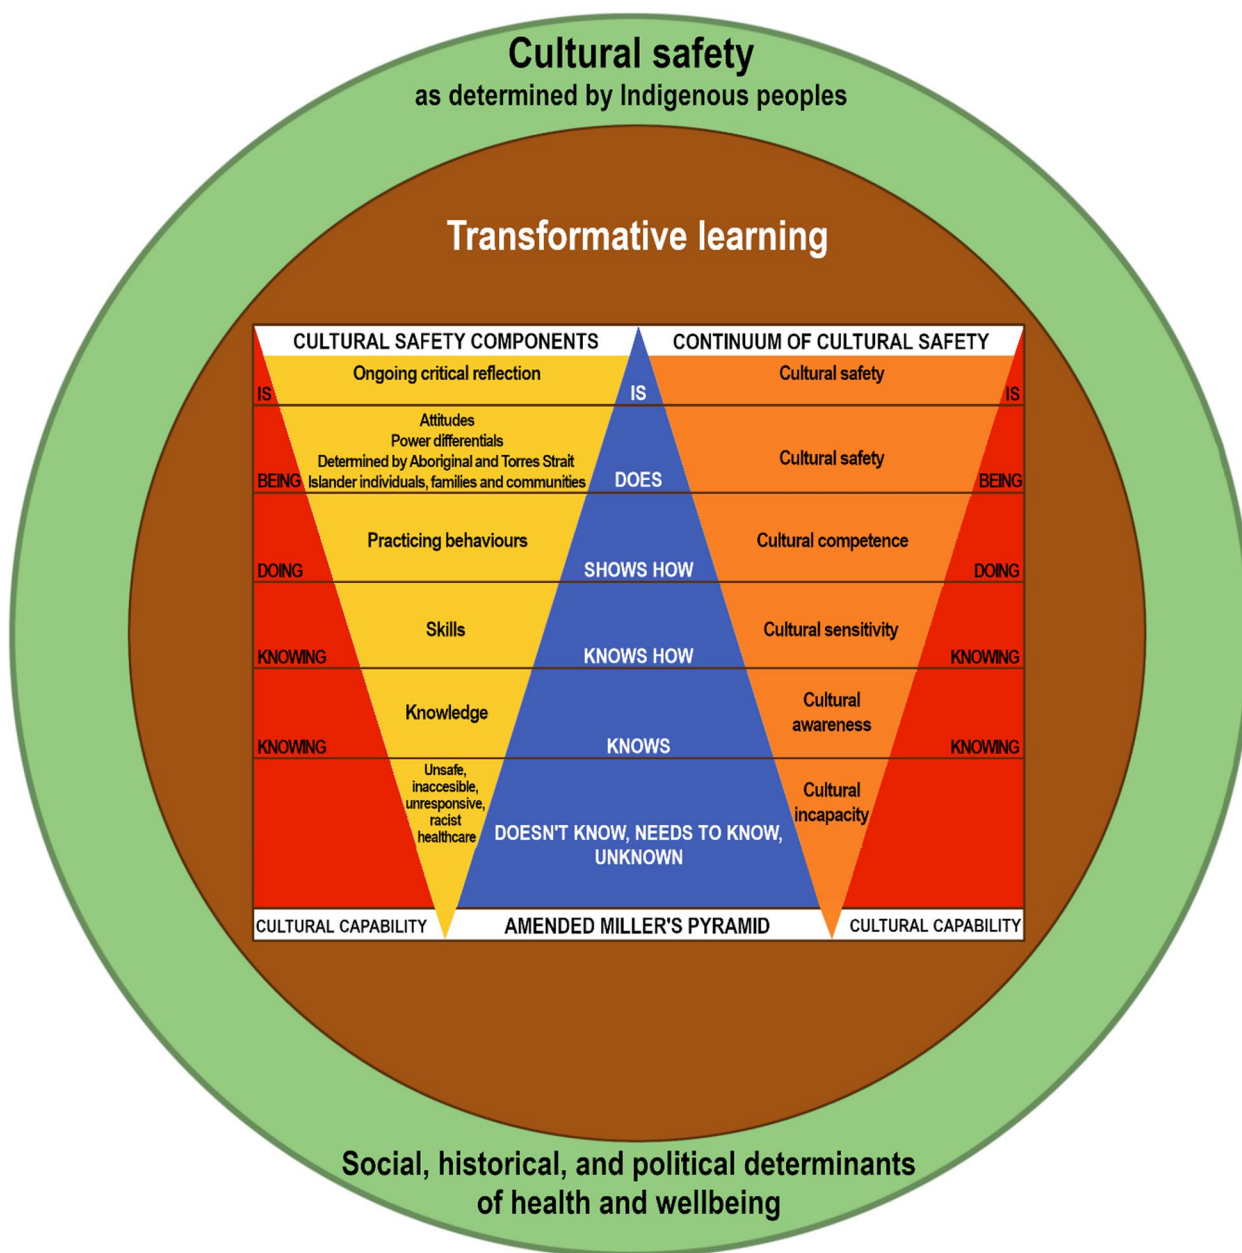 Cultural safety
as determined by Indigenous peoples
Transformative learning
CULTURAL SAFETY COMPONENTS
CONTINUUM OF CULTURAL SAFETY
IS
Ongoing critical reflection
IS
Cultural safety
IS
BEING
Attitudes
Power differentials
Determined by Aboriginal and Torres Strait
Islander individuals, families and communities
DOES
Cultural safety
BEING
DOING
Practicing behaviours
SHOWS HOW
Cultural competence
DOING
KNOWING
Skills
KNOWS HOW
Cultural sensitivity
KNOWING
KNOWING
Knowledge
KNOWS
Cultural
awareness
KNOWING
Unsafe,
inaccesible,
unresponsive,
racist
healthcare
DOESN'T KNOW, NEEDS TO KNOW,
UNKNOWN
Cultural
incapacity
CULTURAL CAPABILITY
AMENDED MILLER'S PYRAMID
CULTURAL CAPABILITY
Social, historical, and political determinants
of health and wellbeing